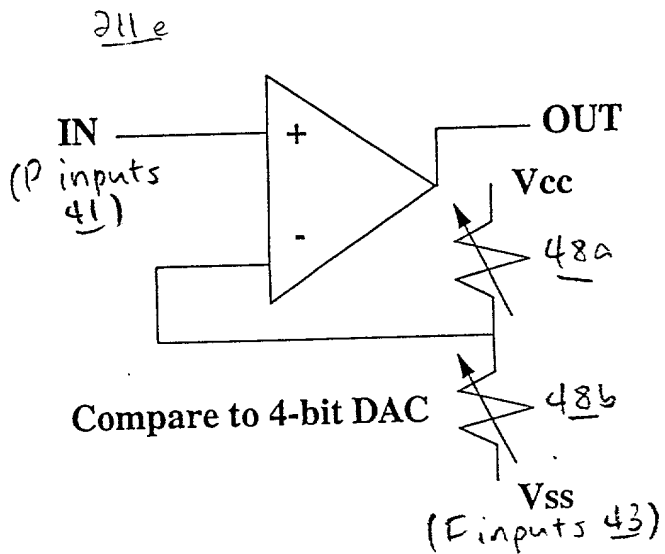 211e
IN
+
OUT
(P inputs
41)
Vcc
48a
-
48b
Compare to 4-bit DAC
Vss
(E inputs 43)